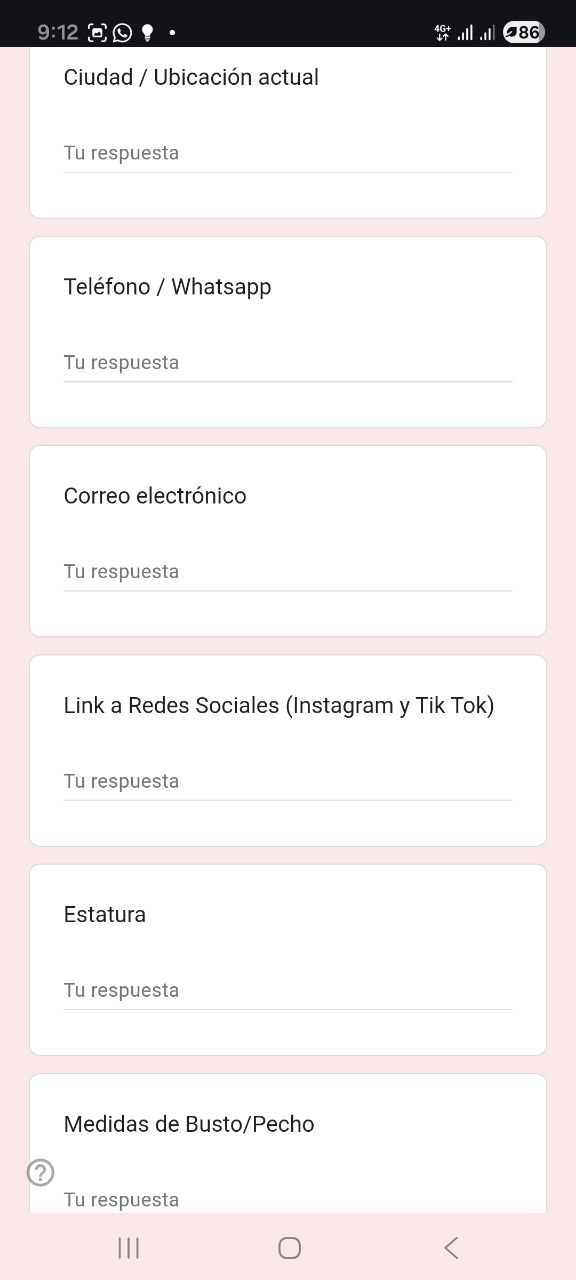 9:12
4G+
86
Ciudad / Ubicación actual
Tu respuesta
Teléfono / Whatsapp
Tu respuesta
Correo electrónico
Tu respuesta
Link a Redes Sociales (Instagram y Tik Tok)
Tu respuesta
Estatura
Tu respuesta
Medidas de Busto/Pecho
?
Tu respuesta